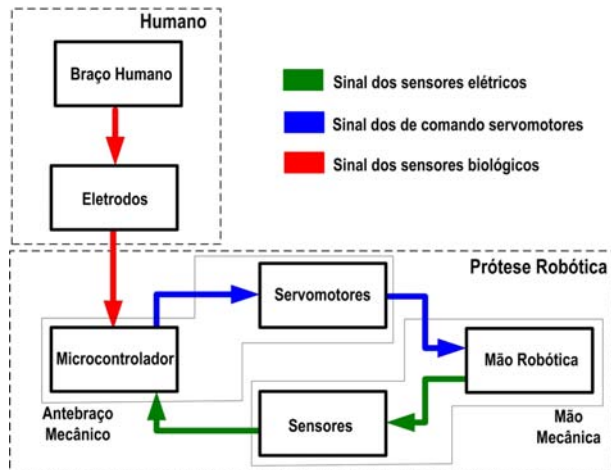 Humano
Braço Humano
Eletrodos
Sinal dos sensores elétricos
Sinal dos de comando servomotores
Sinal dos sensores biológicos
Prótese Robótica
Servomotores
Microcontrolador
Mão Robótica
Sensores
Antebraço
Mecânico
Mão
Mecânica